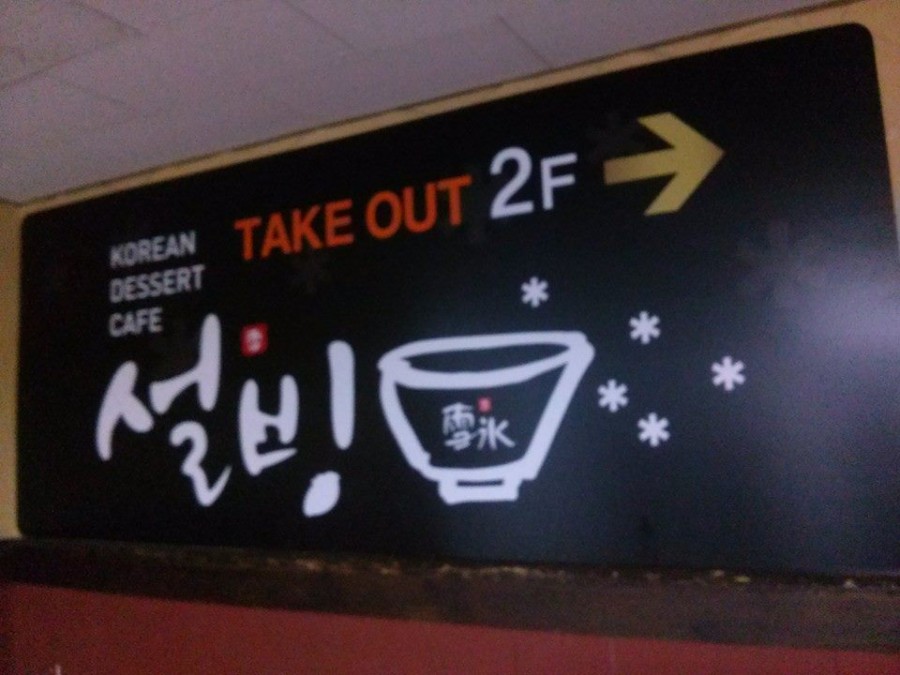 TAKE OUT 2F
KOREAN
DESSERT
CAFE
설빙
雪氷